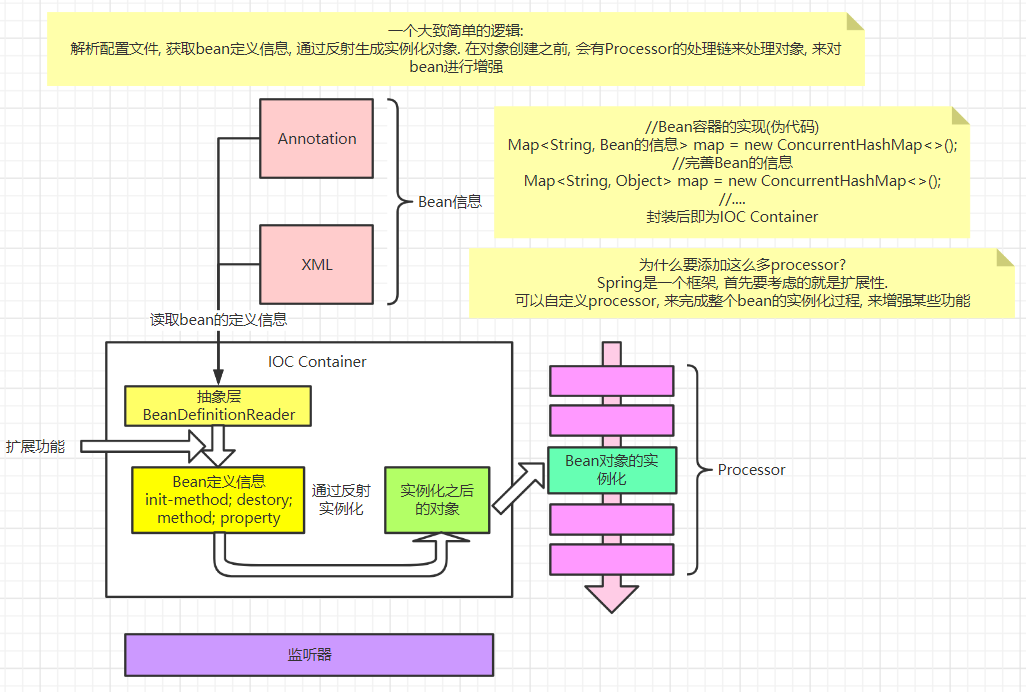 一个大致简单的逻辑:
解析配置文件, 获取bean定义信息, 通过反射生成实例化对象. 在对象创建之前, 会有Processor的处理链来处理对象, 来对
bean进行增强
Annotation
//Bean容器的实现(伪代码)
Map<String, Bean的信息> map = new ConcurrentHashMap<>();
//完善Bean的信息
Map<String, Object> map = new ConcurrentHashMap<>();
//....
封装后即为IOC Container
Bean信息
XML
为什么要添加这么多processor?
Spring是一个框架, 首先要考虑的就是扩展性.
可以自定义processor, 来完成整个bean的实例化过程, 来增强某些功能
读取bean的定义信息
IOC Container
抽象层
BeanDefinitionReader
扩展功能
Bean定义信息
init-method; destory;
method; property
通过反射
实例化
实例化之后
的对象
Bean对象的实
例化
Processor
监听器